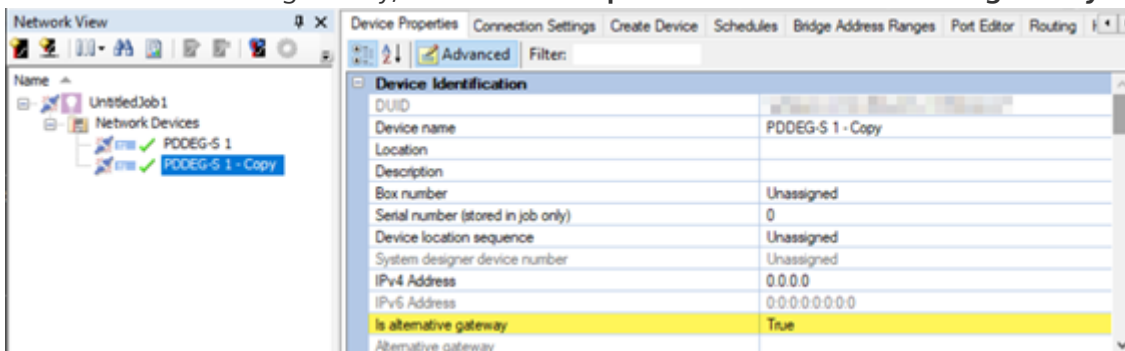 Network View
Name
UntitledJob1
Network Devices
PDDEG-S 1
PDDEG-S 1 - Copy
Device Properties Connection Settings Create Device Schedules Bridge Address Ranges Port Editor Routing
Advanced Filter:
Device Identification
DUID
Device name PDDEG-S 1 - Copy
Location
Description
Box number Unassigned
Serial number (stored in job only) 0
Device location sequence Unassigned
System designer device number Unassigned
IPv4 Address 0.0.0.0
IPv6 Address 0:0:0:0:0:0:0:0
Is alternative gateway True
Alternative gateway